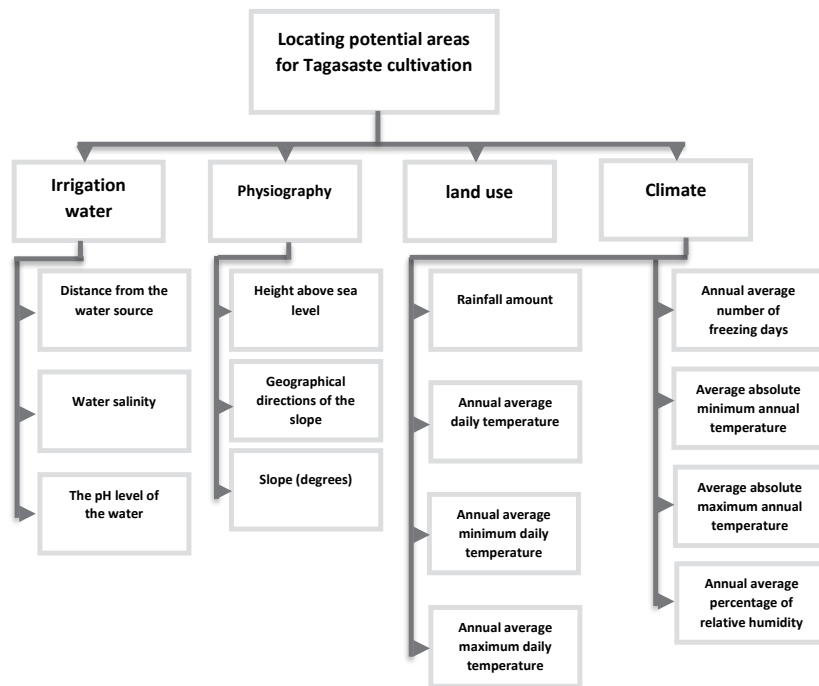 Locating potential areas
for Tagasaste cultivation
Irrigation
water
Physiography
land use
Climate
Distance from the
water source
Water salinity
The pH level of
the water
Height above sea
level
Geographical
directions of the
slope
Slope (degrees)
Rainfall amount
Annual average
daily temperature
Annual average
minimum daily
temperature
Annual average
maximum daily
temperature
Annual average
number of
freezing days
Average absolute
minimum annual
temperature
Average absolute
maximum annual
temperature
Annual average
percentage of
relative humidity